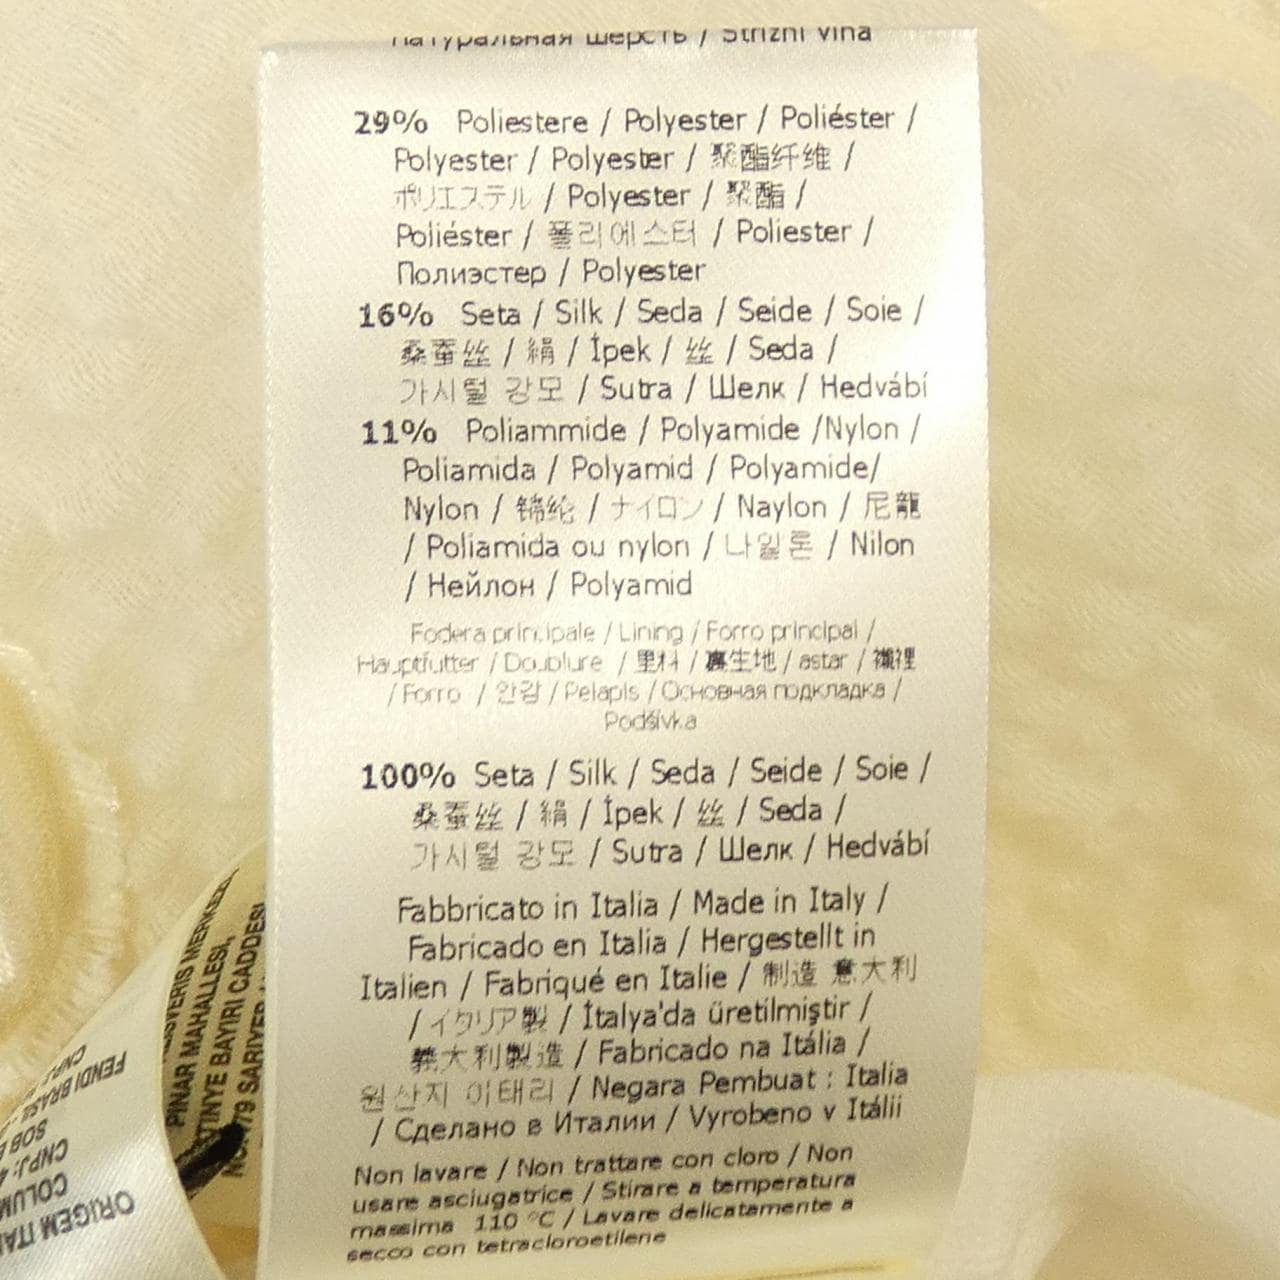 Натуральная шерсть / Střižní vlna
29% Poliestere / Polyester / Poliéster /
Polyester / Polyester / 聚酯纤维 /
ポリエステル / Polyester / 聚酯 /
Poliéster / 폴리에스터 / Poliester /
Полиэстер / Polyester
16% Seta / Silk / Seda / Seide / Soie /
桑蚕丝 / 絹 / İpek / 丝 / Seda /
가시털 강모 / Sutra / Шелк / Hedvábí
11% Poliammide / Polyamide /Nylon /
Poliamida / Polyamid / Polyamide/
Nylon / 锦纶 / ナイロン / Naylon / 尼龍
/ Poliamida ou nylon / 나일론 / Nilon
/ Нейлон / Polyamid
Fodera principale / Lining / Forro principal /
Hauptfutter / Doublure / 里料 / 裏生地 / astar / 襯裡
/ Forro / 안감 / Pelapis / Основная подкладка /
Podšívka
100% Seta / Silk / Seda / Seide / Soie /
桑蚕丝 / 絹 / İpek / 丝 / Seda /
가시털 강모 / Sutra / Шелк / Hedvábí
Fabbricato in Italia / Made in Italy /
Fabricado en Italia / Hergestellt in
Italien / Fabriqué en Italie / 制造 意大利
/ イタリア製 / İtalya'da üretilmiştir /
義大利製造 / Fabricado na Itália /
원산지 이태리 / Negara Pembuat : Italia
/ Сделано в Италии / Vyrobeno v Itálii
Non lavare / Non trattare con cloro / Non
usare asciugatrice / Stirare a temperatura
massima 110 °C / Lavare delicatamente a
secco con tetracloroetilene
PINAR MAHALLESI,
BAYIRI CADDESI
FENDI BRASIL
CNPJ:
ORIGEM